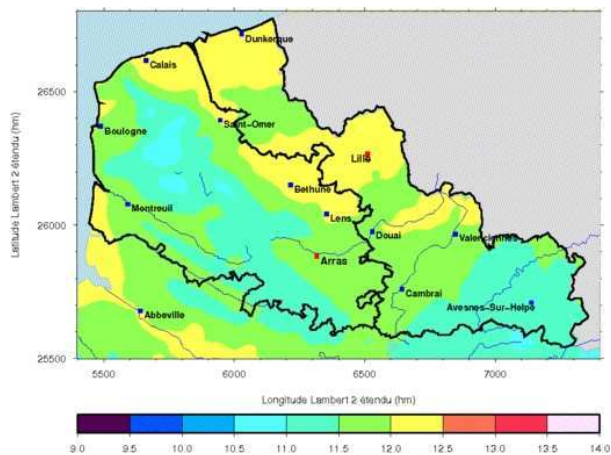 26500
26000
25500
Latitude Lambert 2 étendu (hm)
Dunkerque
Calais
Saint-Omer
Boulogne
Lille
Bethune
Lens
Montreuil
Douai
Valenciennes
Arras
Cambrai
Avesnes-Sur-Helpe
Abbeville
5500 6000 6500 7000
Longitude Lambert 2 étendu (hm)
9.0 9.5 10.0 10.5 11.0 11.5 12.0 12.5 13.0 13.5 14.0